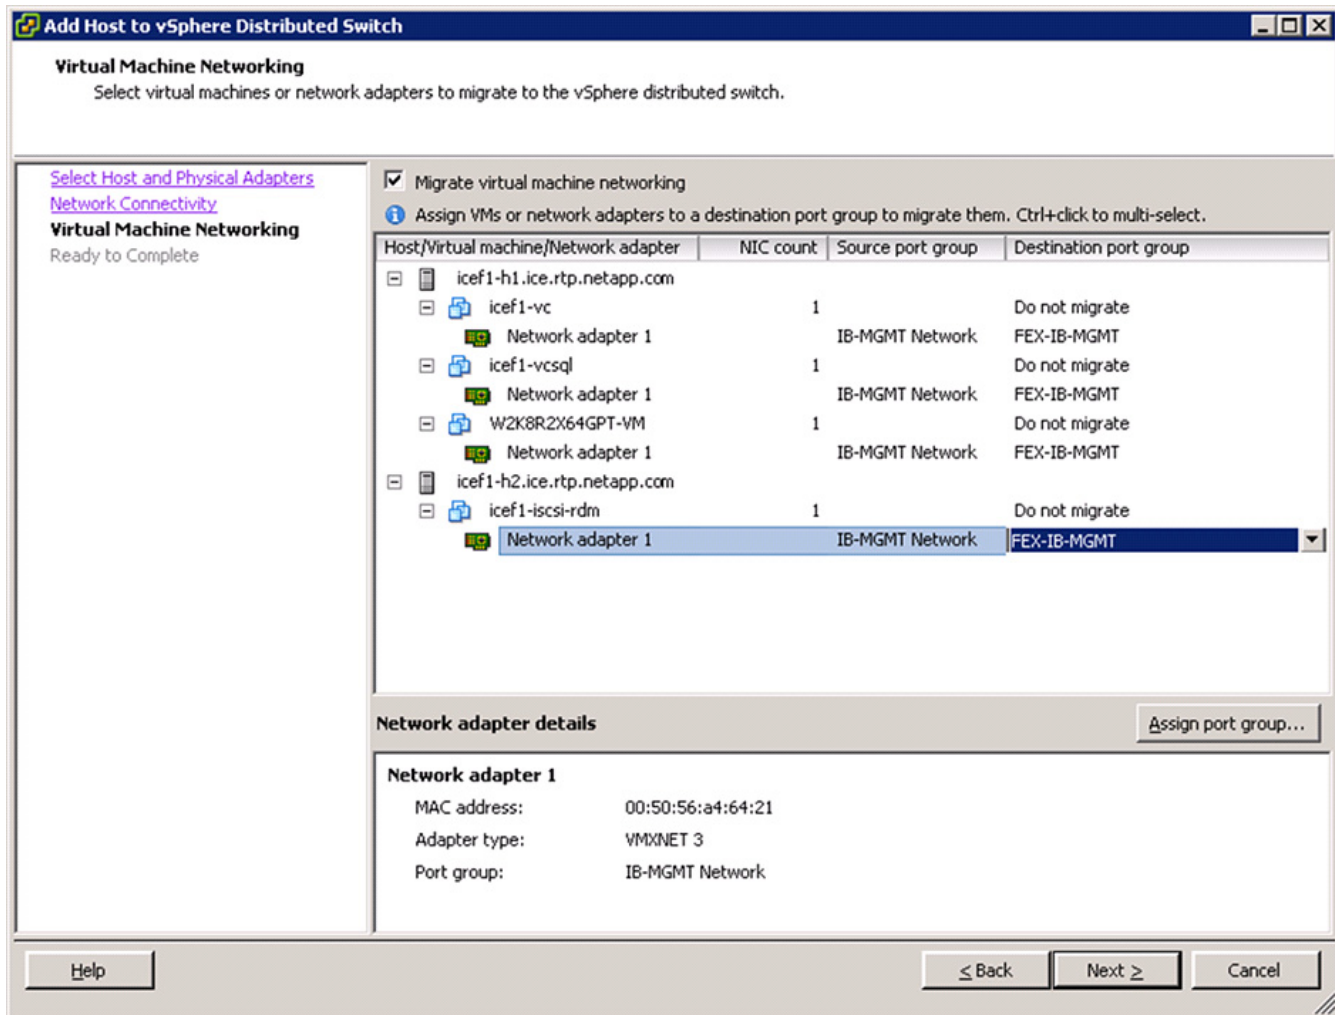 Add Host to vSphere Distributed Switch
Virtual Machine Networking
Select virtual machines or network adapters to migrate to the vSphere distributed switch.
Select Host and Physical Adapters
Network Connectivity
Virtual Machine Networking
Ready to Complete
Migrate virtual machine networking
Assign VMs or network adapters to a destination port group to migrate them. Ctrl+click to multi-select.
Host/Virtual machine/Network adapter NIC count Source port group Destination port group
icef1-h1.ice.rtp.netapp.com
icef1-vc 1 Do not migrate
Network adapter 1 IB-MGMT Network FEX-IB-MGMT
icef1-vcsql 1 Do not migrate
Network adapter 1 IB-MGMT Network FEX-IB-MGMT
W2K8R2X64GPT-VM 1 Do not migrate
Network adapter 1 IB-MGMT Network FEX-IB-MGMT
icef1-h2.ice.rtp.netapp.com
icef1-iscsi-rdm 1 Do not migrate
Network adapter 1 IB-MGMT Network FEX-IB-MGMT
Network adapter details Assign port group...
Network adapter 1
MAC address: 00:50:56:a4:64:21
Adapter type: VMXNET 3
Port group: IB-MGMT Network
Help < Back Next > Cancel